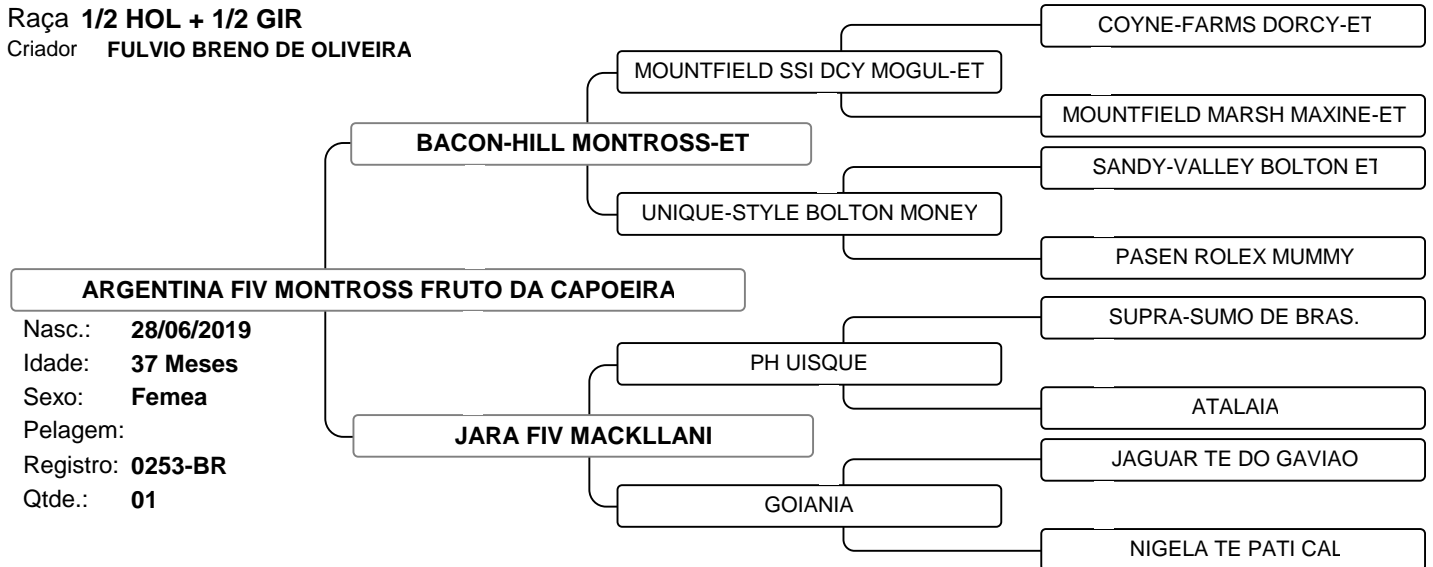 Raça 1/2 HOL + 1/2 GIR
Criador FULVIO BRENO DE OLIVEIRA
COYNE-FARMS DORCY-ET
MOUNTFIELD SSI DCY MOGUL-ET
MOUNTFIELD MARSH MAXINE-ET
BACON-HILL MONTROSS-ET
SANDY-VALLEY BOLTON ET
UNIQUE-STYLE BOLTON MONEY
PASEN ROLEX MUMMY
ARGENTINA FIV MONTROSS FRUTO DA CAPOEIRA
Nasc.: 28/06/2019
Idade: 37 Meses
Sexo: Femea
Pelagem:
Registro: 0253-BR
Qtde.: 01
SUPRA-SUMO DE BRAS.
PH UISQUE
ATALAIA
JARA FIV MACKLLANI
JAGUAR TE DO GAVIAO
GOIANIA
NIGELA TE PATI CAL